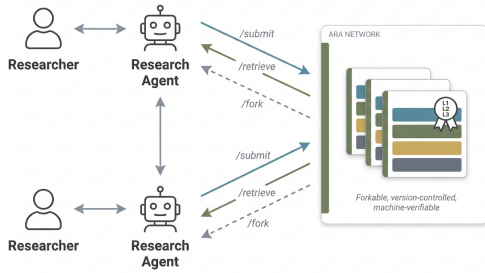 ARA NETWORK
/submit
/retrieve
/fork
Researcher
Research
Agent
L1
L2
L3
/submit
/retrieve
/fork
Forkable, version-controlled,
machine-verifiable
Researcher
Research
Agent